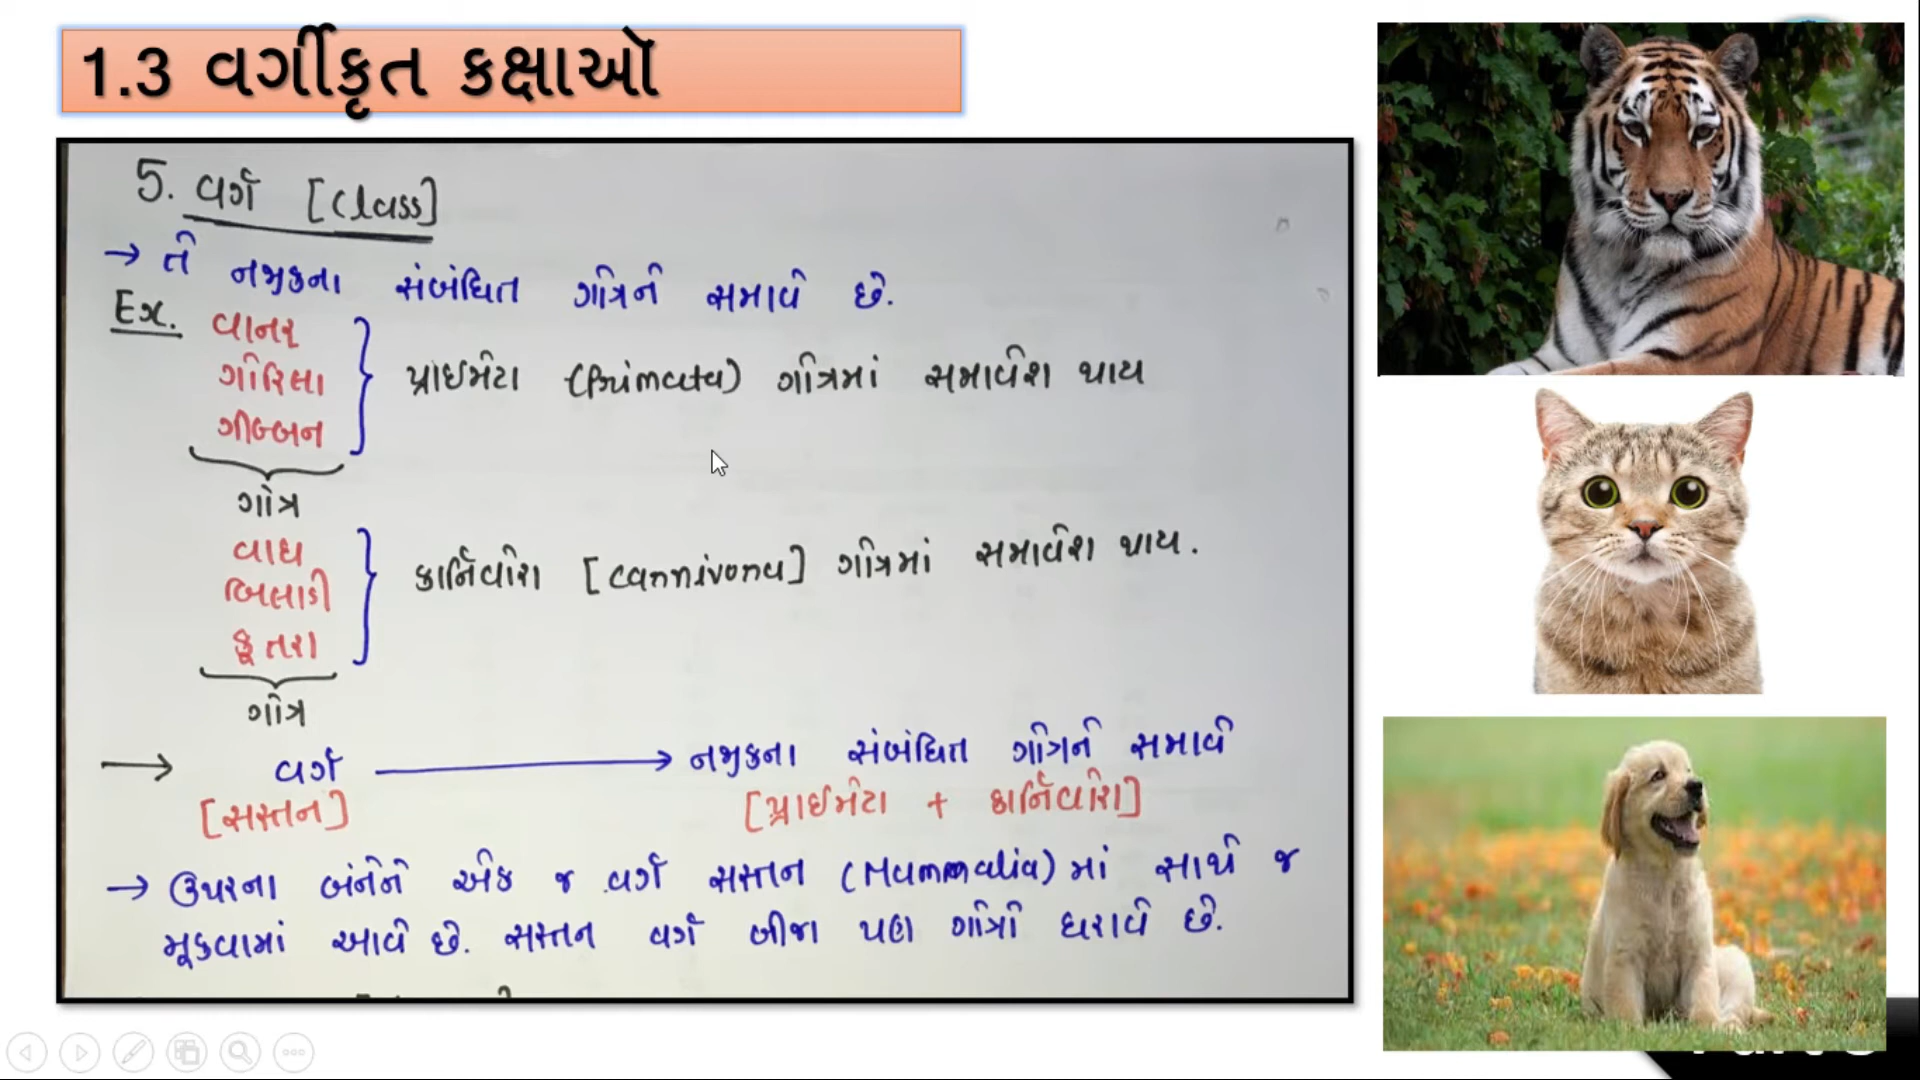 1.3 વર્ગીકૃત કક્ષાઓ
5. વર્ગ [Class]
→ તે નજીકના સંબંધિત ગોત્રને સમાવે છે.
Ex. વાનર
ગોરિલા
ગીબ્બન
પ્રાઇમેટા (Primata) ગોત્રમાં સમાવેશ થાય
ગોત્ર
વાઘ
બિલાડી
કૂતરા
કાર્નિવોરા [Carnivora] ગોત્રમાં સમાવેશ થાય.
ગોત્ર
→ વર્ગ → નજીકના સંબંધિત ગોત્રને સમાવે
[સસ્તન] [પ્રાઇમેટા + કાર્નિવોરા]
→ ઉપરના બંનેને એક જ વર્ગ સસ્તન (Mammalia) માં સાથે જ
મૂકવામાં આવે છે. સસ્તન વર્ગ બીજા પણ ગોત્રો ધરાવે છે.